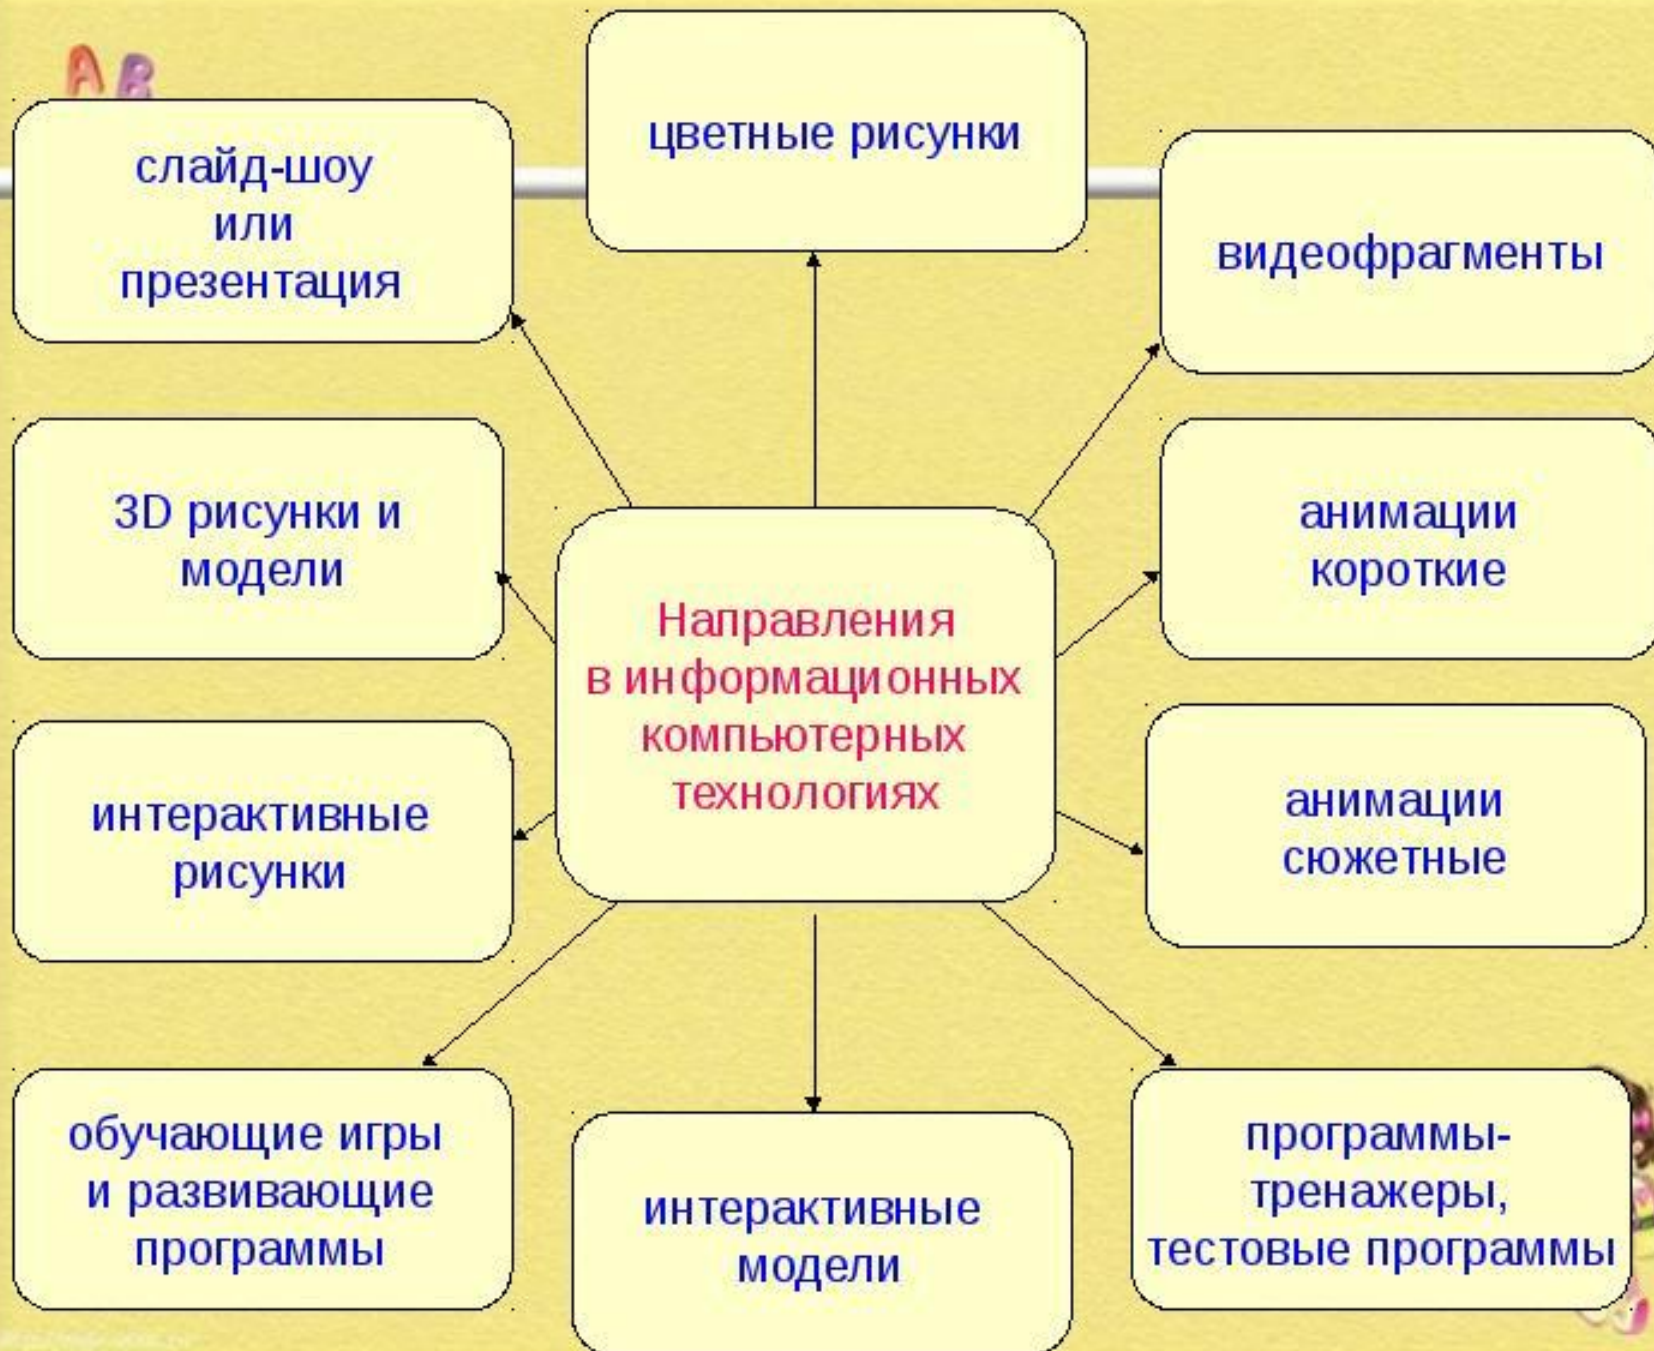 A B
слайд-шоу
или
презентация
цветные рисунки
видеофрагменты
3D рисунки и
модели
анимации
короткие
Направления
в информационных
компьютерных
технологиях
интерактивные
рисунки
анимации
сюжетные
обучающие игры
и развивающие
программы
интерактивные
модели
программы-
тренажеры,
тестовые программы